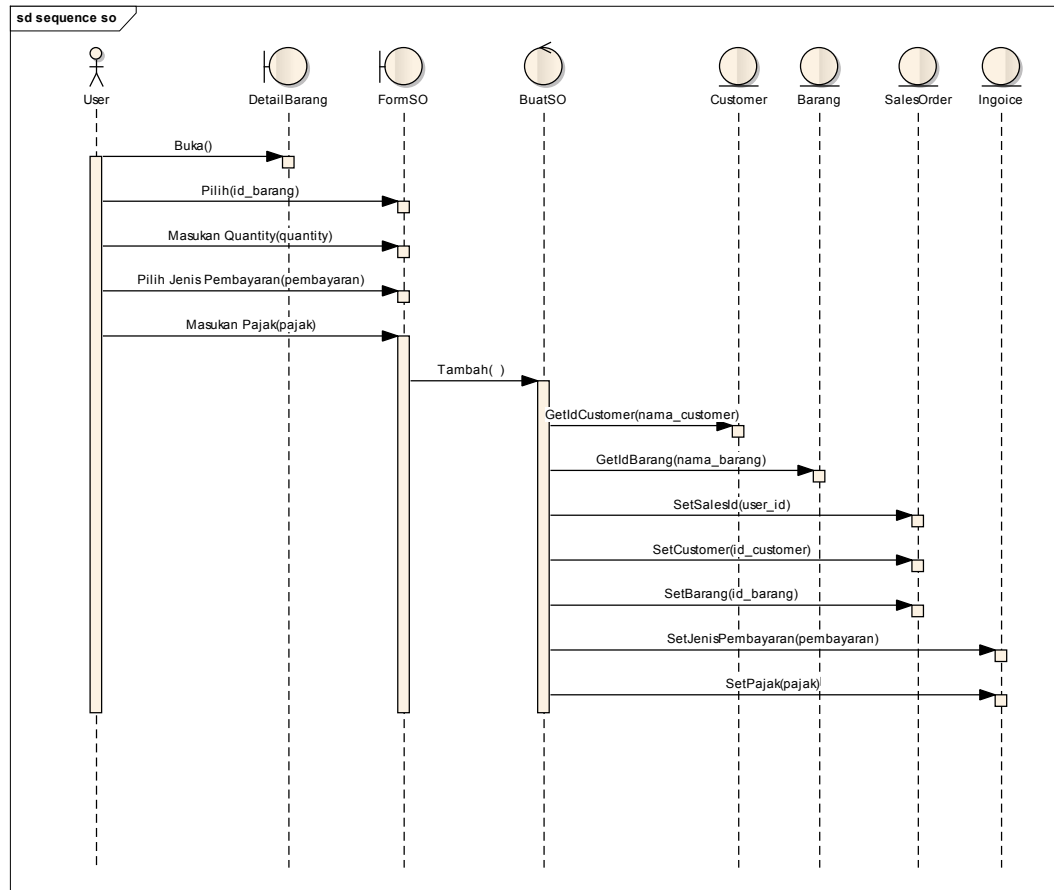 sd sequence so
User
DetailBarang
FormSO
BuatSO
Customer
Barang
SalesOrder
Ingoice
Buka()
Pilih(id_barang)
Masukan Quantity(quantity)
Pilih Jenis Pembayaran(pembayaran)
Masukan Pajak(pajak)
Tambah( )
GetIdCustomer(nama_customer)
GetIdBarang(nama_barang)
SetSalesId(user_id)
SetCustomer(id_customer)
SetBarang(id_barang)
SetJenisPembayaran(pembayaran)
SetPajak(pajak)